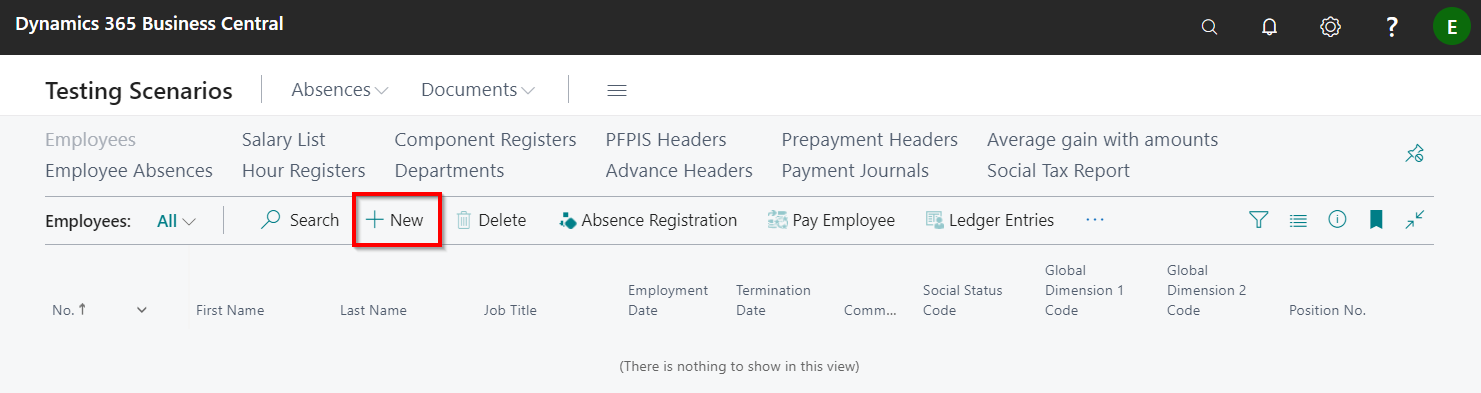 Dynamics 365 Business Central
?
E
Testing Scenarios Absences Documents
Employees Salary List Component Registers PFPIS Headers Prepayment Headers Average gain with amounts
Employee Absences Hour Registers Departments Advance Headers Payment Journals Social Tax Report
Employees: All Search + New Delete Absence Registration Pay Employee Ledger Entries ...
No. ↑ First Name Last Name Job Title Employment Date Termination Date Comm... Social Status Code Global Dimension 1 Code Global Dimension 2 Code Position No.
(There is nothing to show in this view)